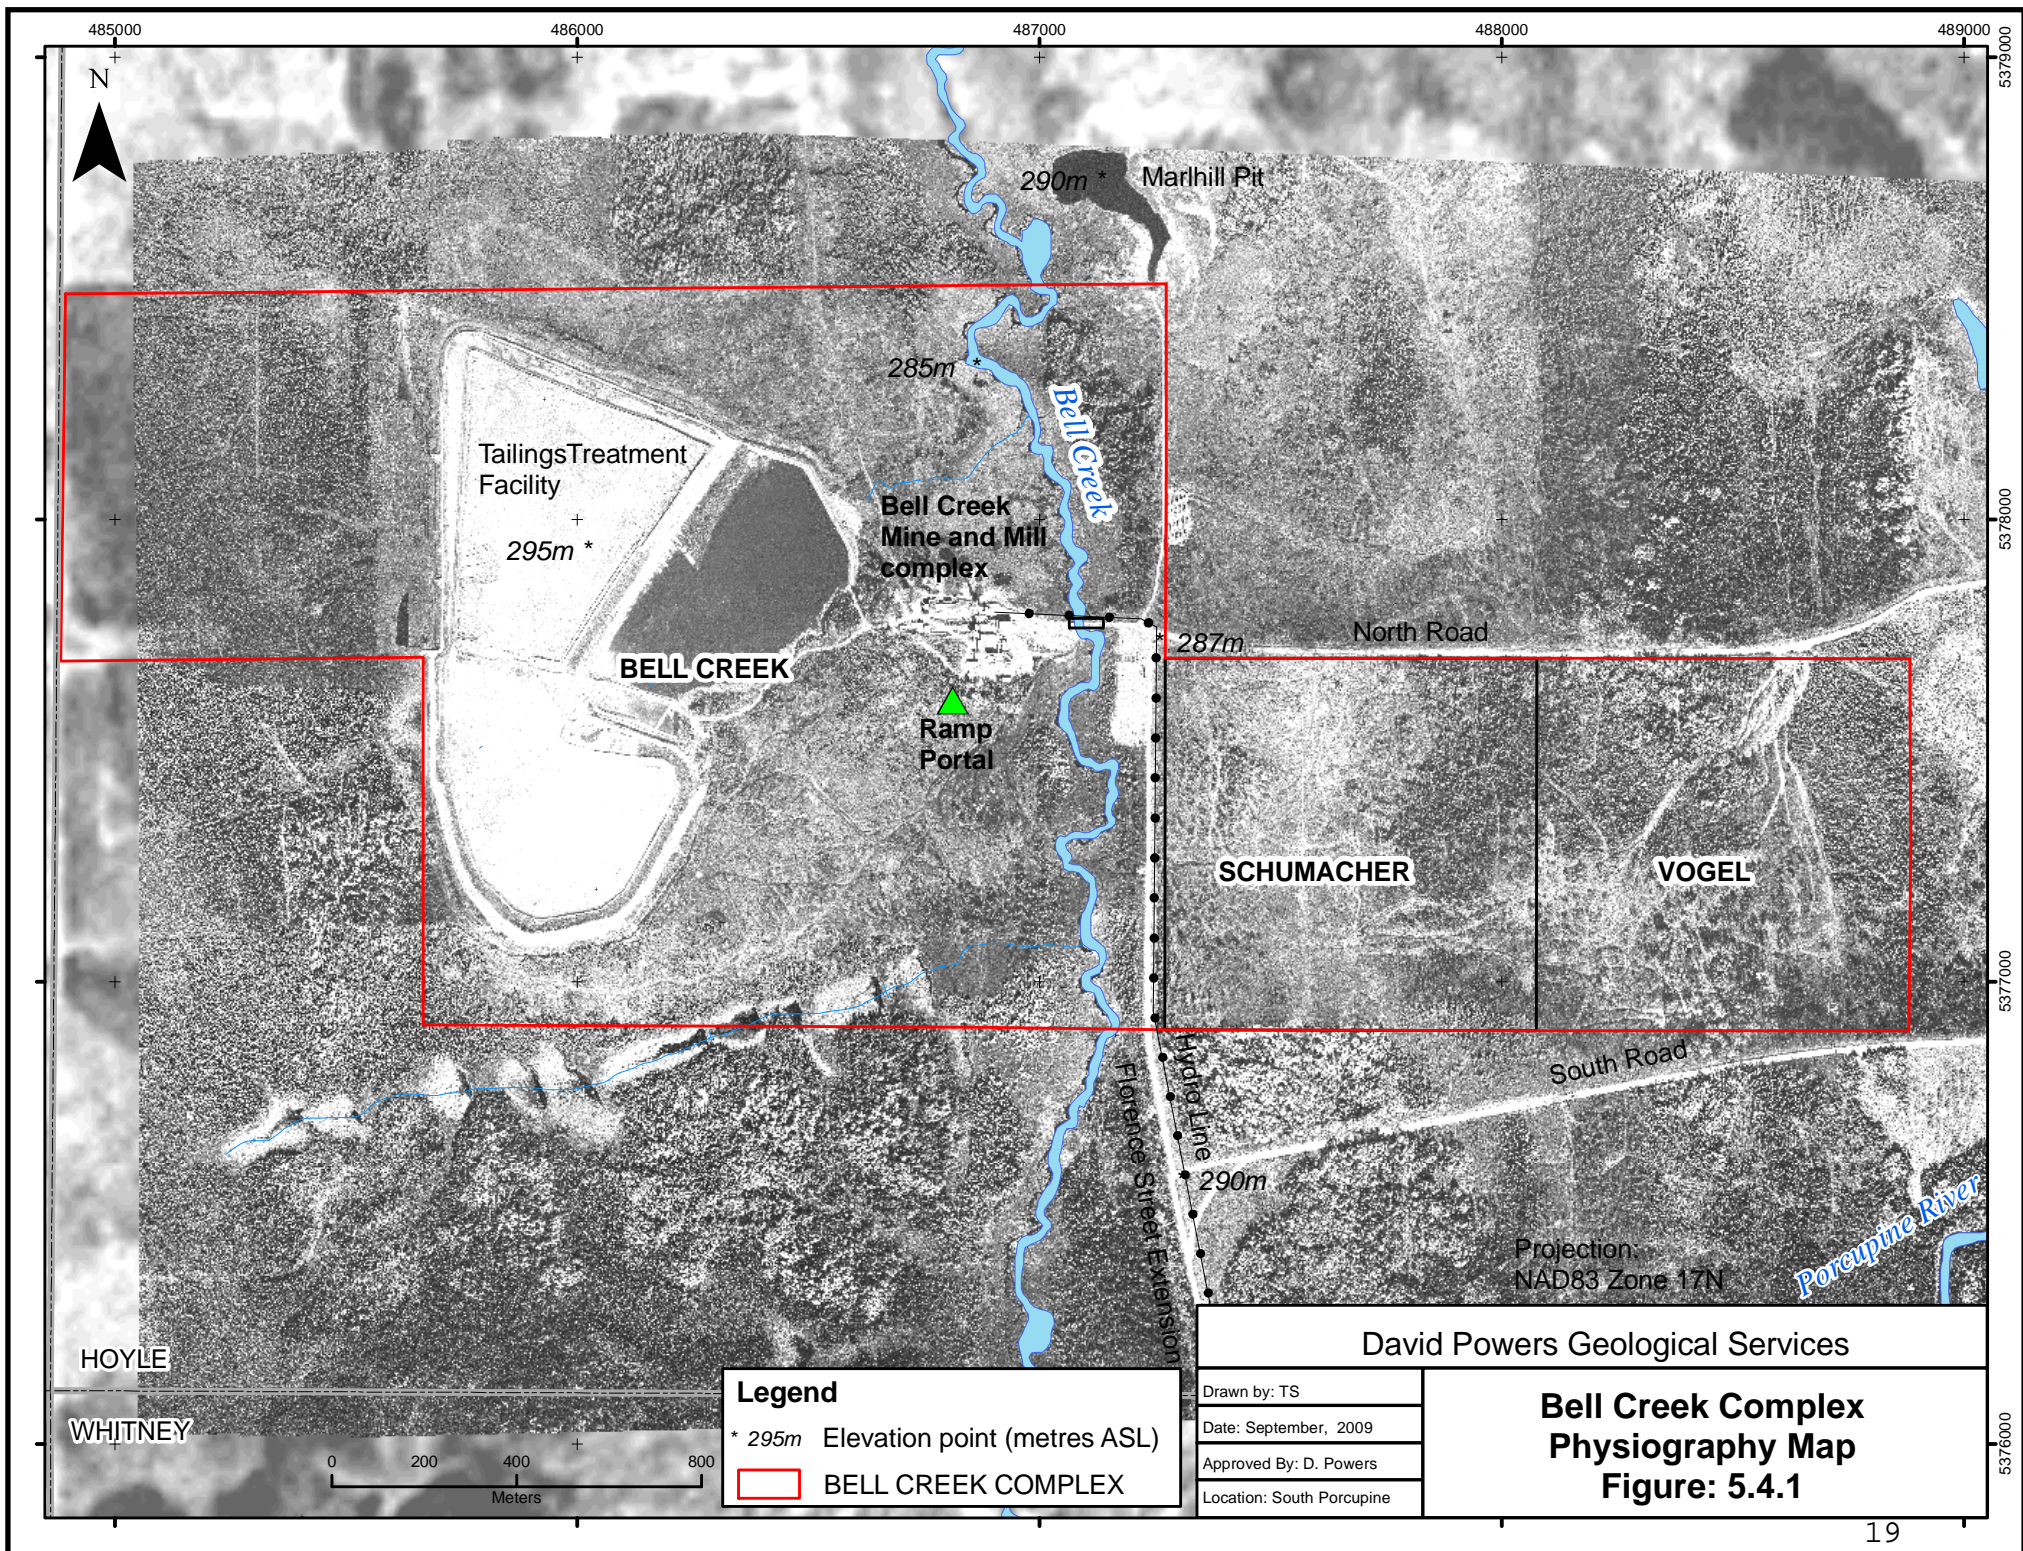 485000 486000 487000 488000 489000
5379000
N
290m * Marlhill Pit
285m *
Bell Creek
TailingsTreatment
Facility
295m *
Bell Creek
Mine and Mill
complex
5378000
* 287m
North Road
BELL CREEK
Ramp
Portal
SCHUMACHER
VOGEL
5377000
Hydro Line
Florence Street Extension
South Road
290m
Porcupine River
Projection:
NAD83 Zone 17N
HOYLE
WHITNEY
0 200 400 800
Meters
Legend
* 295m Elevation point (metres ASL)
BELL CREEK COMPLEX
David Powers Geological Services
Drawn by: TS
Date: September, 2009
Approved By: D. Powers
Location: South Porcupine
Bell Creek Complex
Physiography Map
Figure: 5.4.1
5376000
19